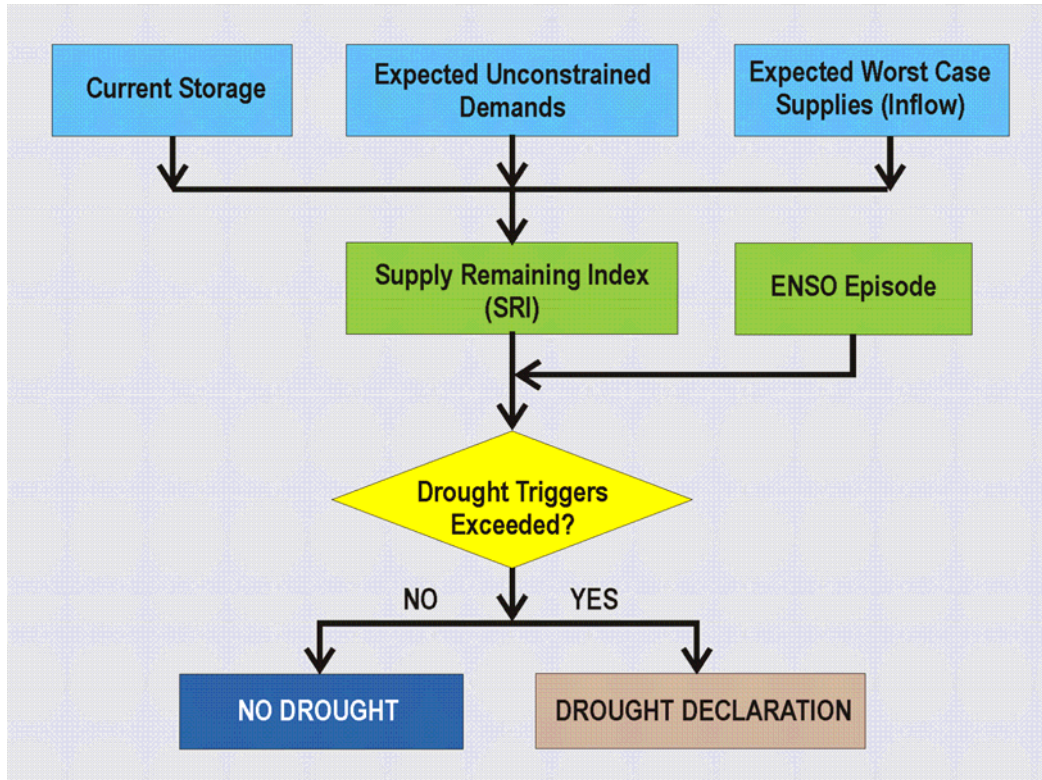 Current Storage
Expected Unconstrained
Demands
Expected Worst Case
Supplies (Inflow)
Supply Remaining Index
(SRI)
ENSO Episode
Drought Triggers
Exceeded?
NO
YES
NO DROUGHT
DROUGHT DECLARATION